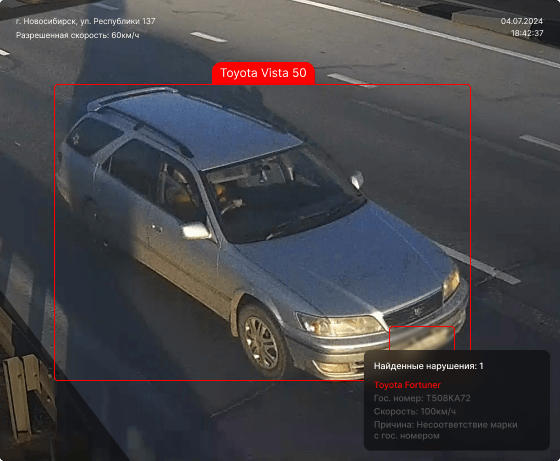 г. Новосибирск, ул. Республики 137
Разрешенная скорость: 60км/ч
04.07.2024
18:42:37
Toyota Vista 50
Найденные нарушения: 1
Toyota Fortuner
Гос. номер: Т508КА72
Скорость: 100км/ч
Причина: Несоответствие марки
с гос. номером